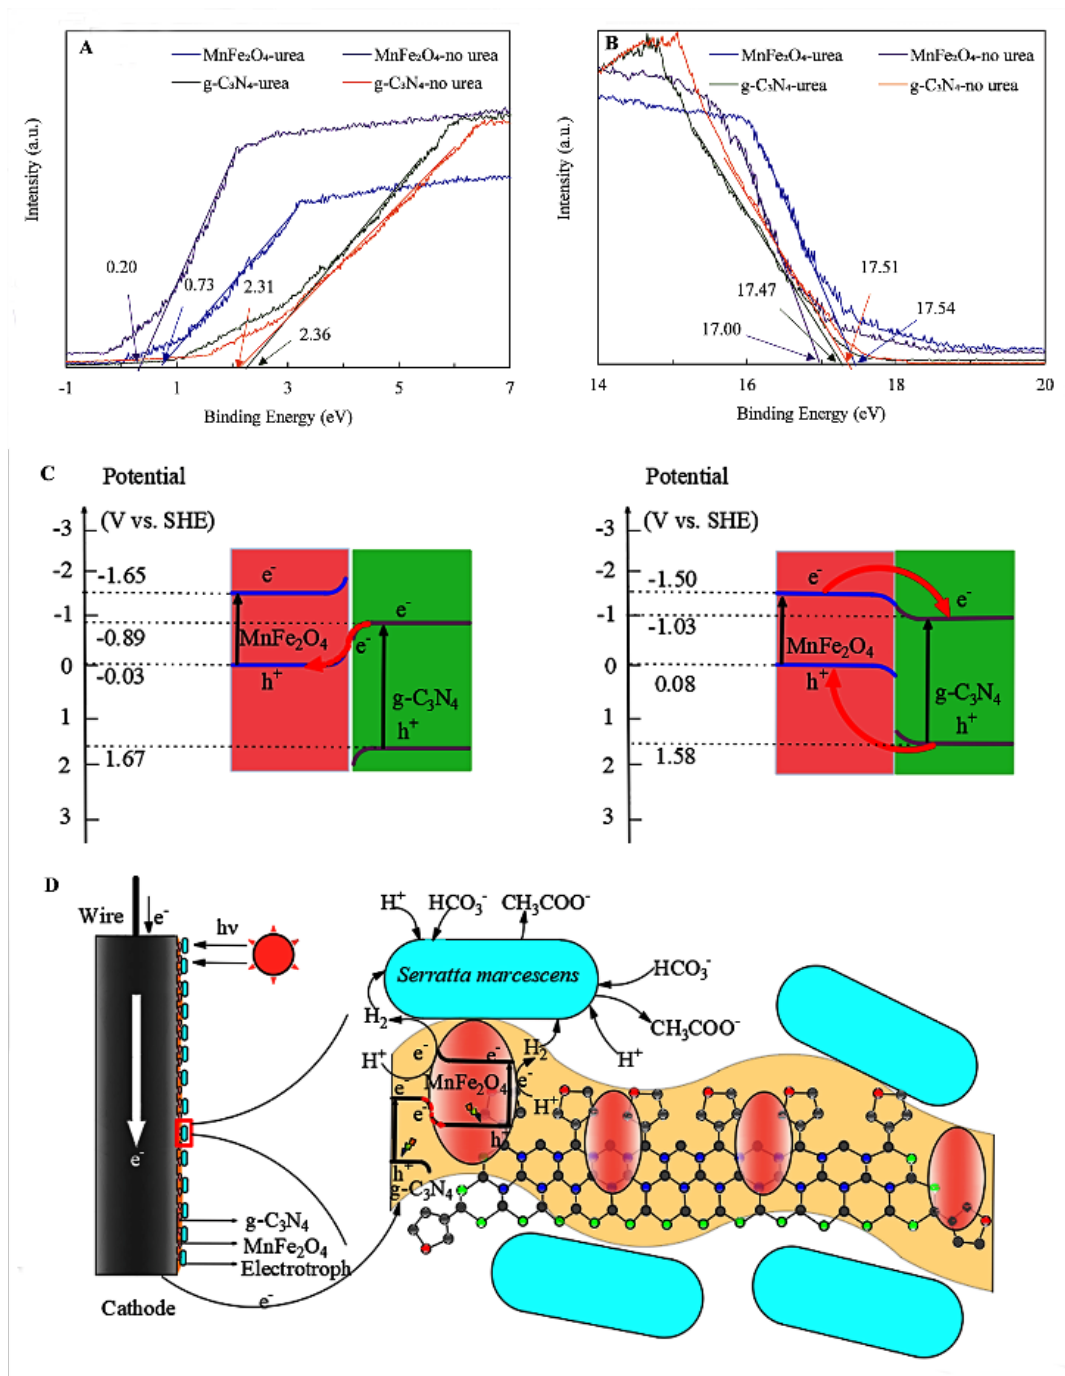 A
MnFe₂O₄-urea
MnFe₂O₄-no urea
g-C₃N₄-urea
g-C₃N₄-no urea
Intensity (a.u.)
0.20
0.73
2.31
2.36
-1 1 3 5 7
Binding Energy (eV)
B
MnFe₂O₄-urea
MnFe₂O₄-no urea
g-C₃N₄-urea
g-C₃N₄-no urea
Intensity (a.u.)
17.51
17.47
17.54
17.00
14 16 18 20
Binding Energy (eV)
C
Potential
(V vs. SHE)
-3
-2
-1
0
1
2
3
-1.65
-0.89
-0.03
1.67
e⁻
MnFe₂O₄
h⁺
e⁻
e⁻
g-C₃N₄
h⁺
Potential
(V vs. SHE)
-3
-2
-1
0
1
2
3
-1.50
-1.03
0.08
1.58
e⁻
MnFe₂O₄
h⁺
e⁻
g-C₃N₄
h⁺
D
Wire
e⁻
hν
e⁻
g-C₃N₄
MnFe₂O₄
Electrotroph
Cathode
e⁻
H⁺ HCO₃⁻ CH₃COO⁻
Serratta marcescens
HCO₃⁻
CH₃COO⁻
H⁺
H₂
H₂
H⁺
e⁻
e⁻
MnFe₂O₄
e⁻
H⁺
e⁻
e⁻
h⁺
h⁺
g-C₃N₄